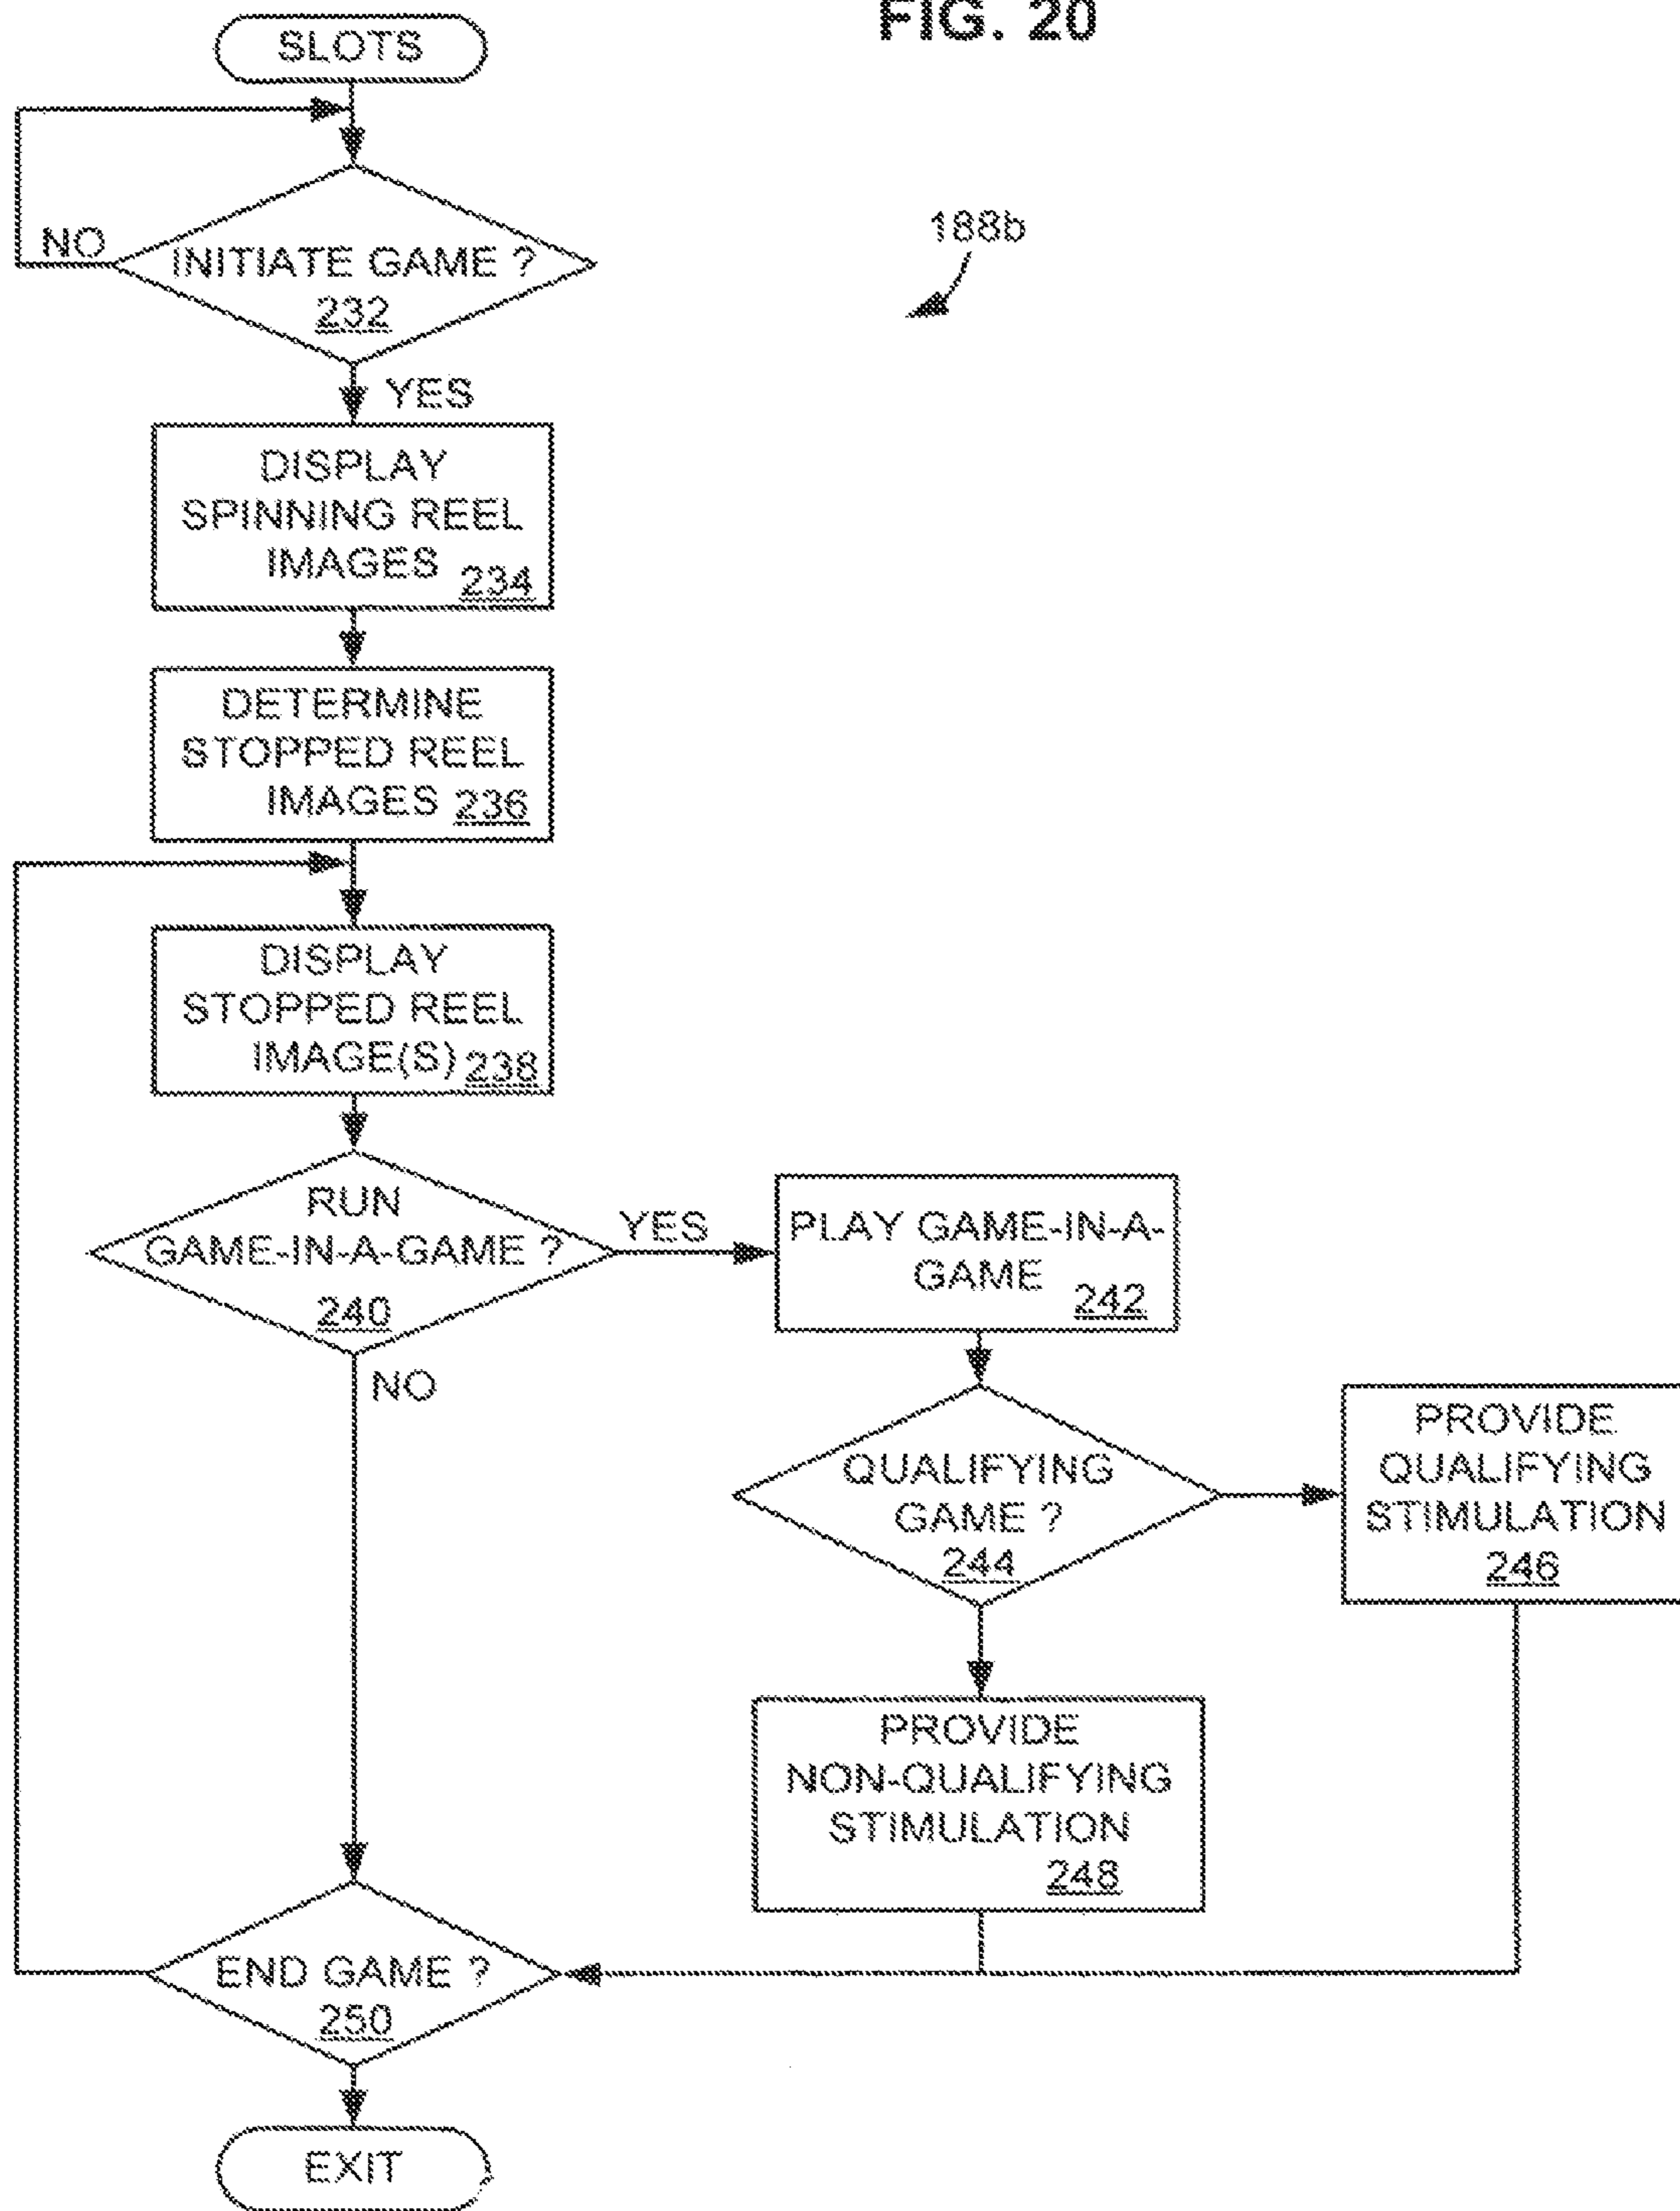 FIG. 20
SLOTS
188b
NO
INITIATE GAME ?
232
YES
DISPLAY
SPINNING REEL
IMAGES 234
DETERMINE
STOPPED REEL
IMAGES 236
DISPLAY
STOPPED REEL
IMAGE(S) 238
RUN
GAME-IN-A-GAME ?
240
YES
NO
PLAY GAME-IN-A-
GAME
242
QUALIFYING
GAME ?
244
PROVIDE
QUALIFYING
STIMULATION
246
PROVIDE
NON-QUALIFYING
STIMULATION
248
END GAME ?
250
EXIT